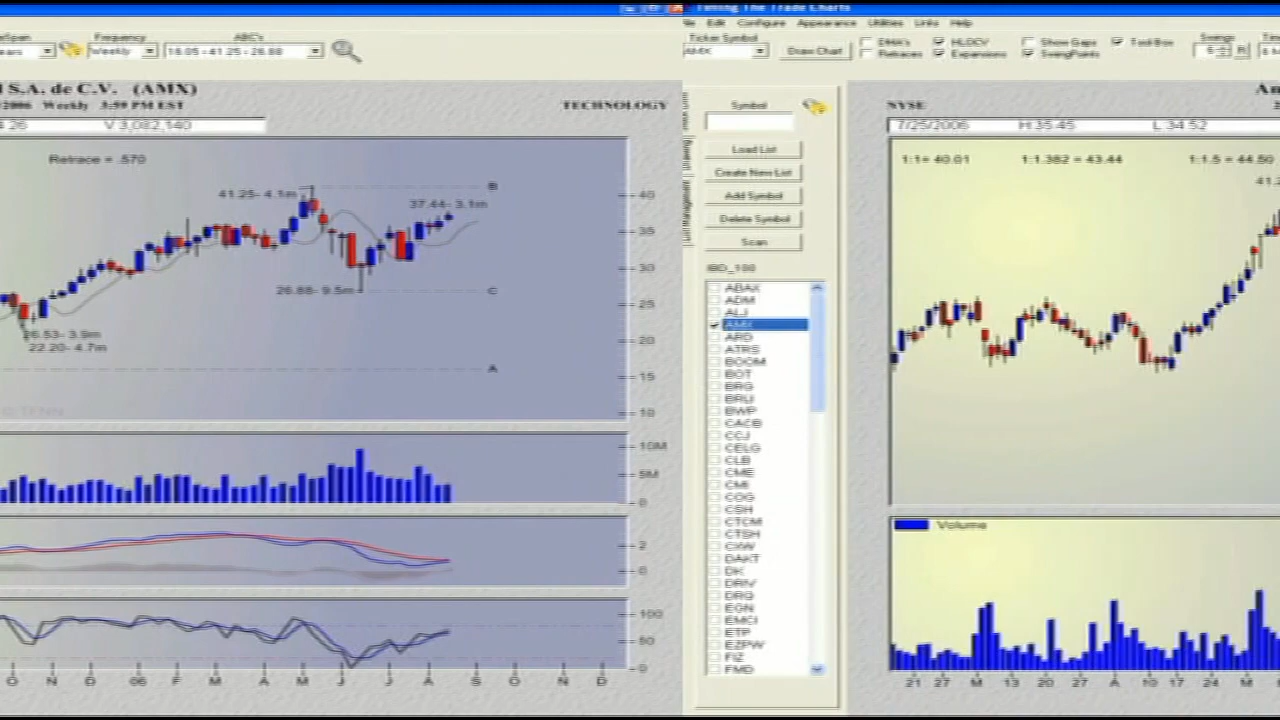 Timing The Trade Charts
Frequency
ABC's
Weekly
16.05 - 41.25 - 26.88
Edit Configure Appearance Utilities Links Help
Ticker Symbol
AMX
Draw Chart
DMA's
Retraces
HLDCV
Expansions
Show Gaps
SwingPoints
Tool Box
Swings
R
S.A. de C.V. (AMX)
2006 Weekly 3:59 PM EST
TECHNOLOGY
26 V 3,082,140
Retrace = .570
41.25- 4.1m
B
37.44- 3.1m
26.88- 9.5m
C
26.53- 3.9m
22.20- 4.7m
A
40
35
30
25
20
15
10
10M
5M
0
2
0
100
50
0
O N D 06 F M A M J J A S O N D
Symbol
Load List
Create New List
Add Symbol
Delete Symbol
Scan
IBD_100
ABAX
ADM
ALJ
AMX
ARD
ATRS
BOOM
BOT
BRG
BRLI
BWP
CACB
CCJ
CELG
CLB
CME
CMI
COG
CSH
CTCM
CTSH
CXW
DAKT
DK
DRIV
DRQ
EGN
EMCI
ETP
EZPW
FIZ
FMD
NYSE
7/25/2006 H 35.45 L 34.52
1:1= 40.01 1:1.382 = 43.44 1:1.5 = 44.50
Volume
21 27 M 13 20 27 A 10 17 24 M 8